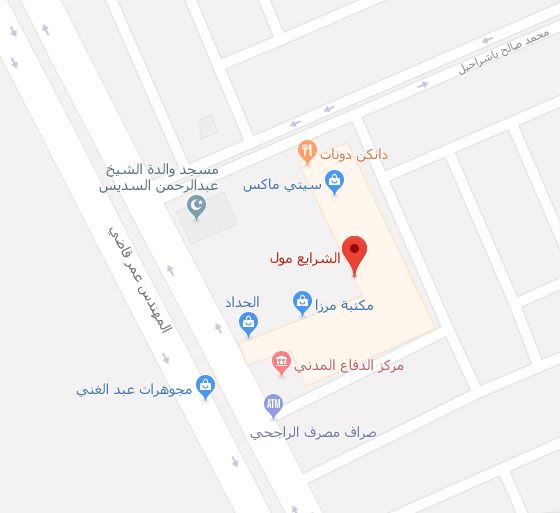 محمد صالح باشراحيل
دانكن دونات
مسجد والدة الشيخ
عبدالرحمن السديس
سيتي ماكس
المهندس عمر قاضي
الشرايع مول
الحداد
مكتبة مرزا
مركز الدفاع المدني
مجوهرات عبد الغني
ATM
صراف مصرف الراجحي